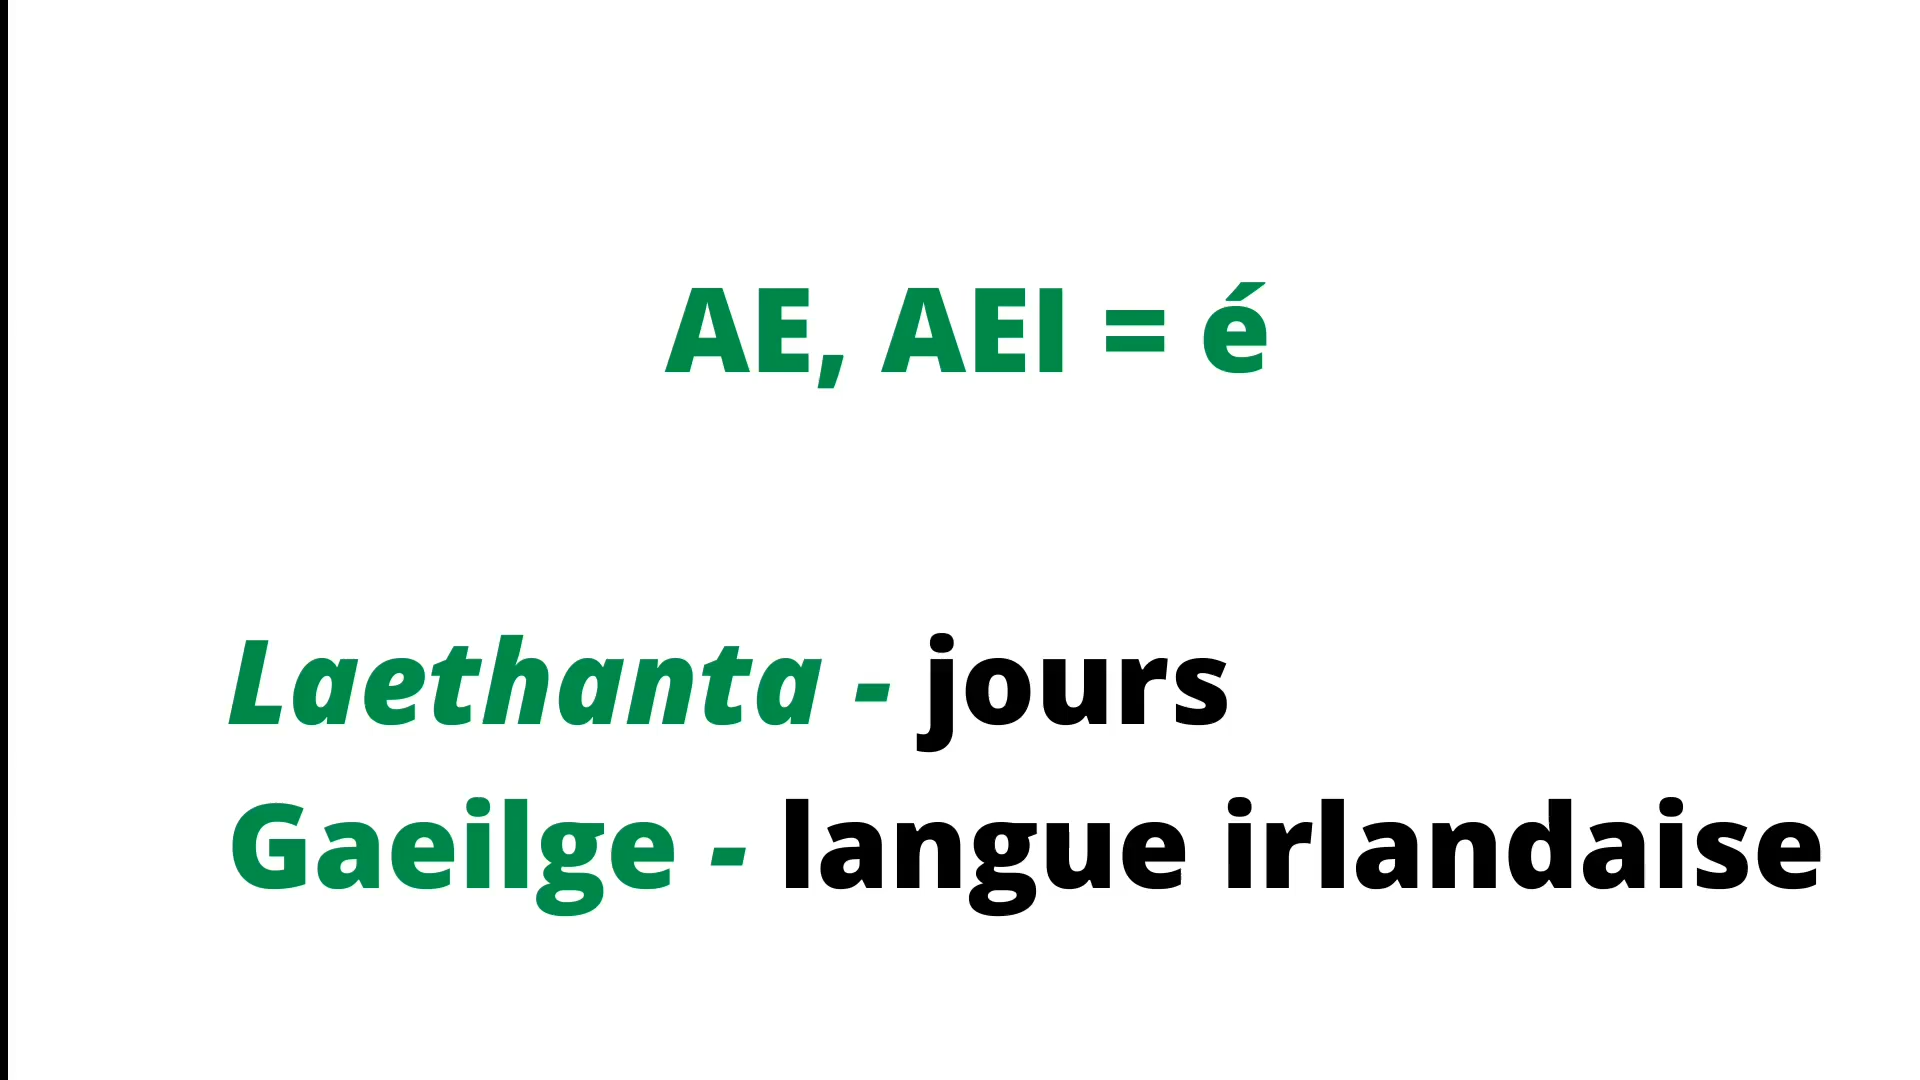 AE, AEI = é
Laethanta - jours
Gaeilge - langue irlandaise